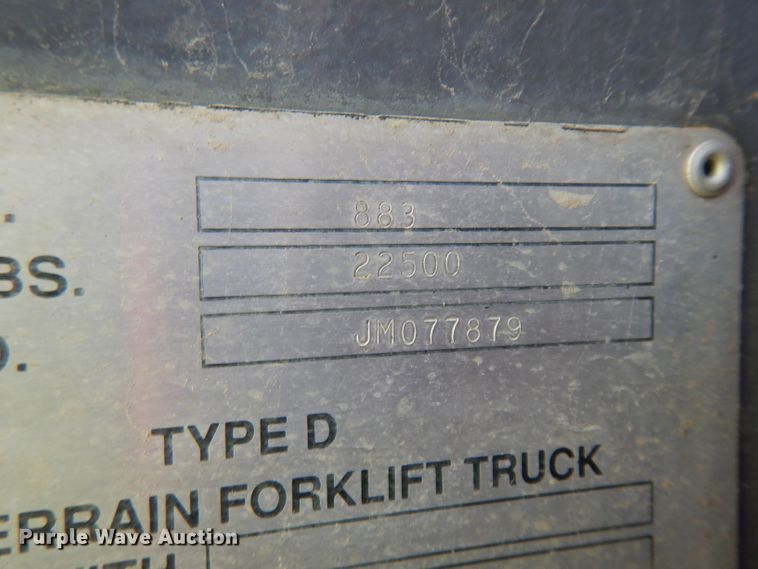 . 883
BS. 22500
O. JM077879
TYPE D
ERRAIN FORKLIFT TRUCK
Purple Wave Auction